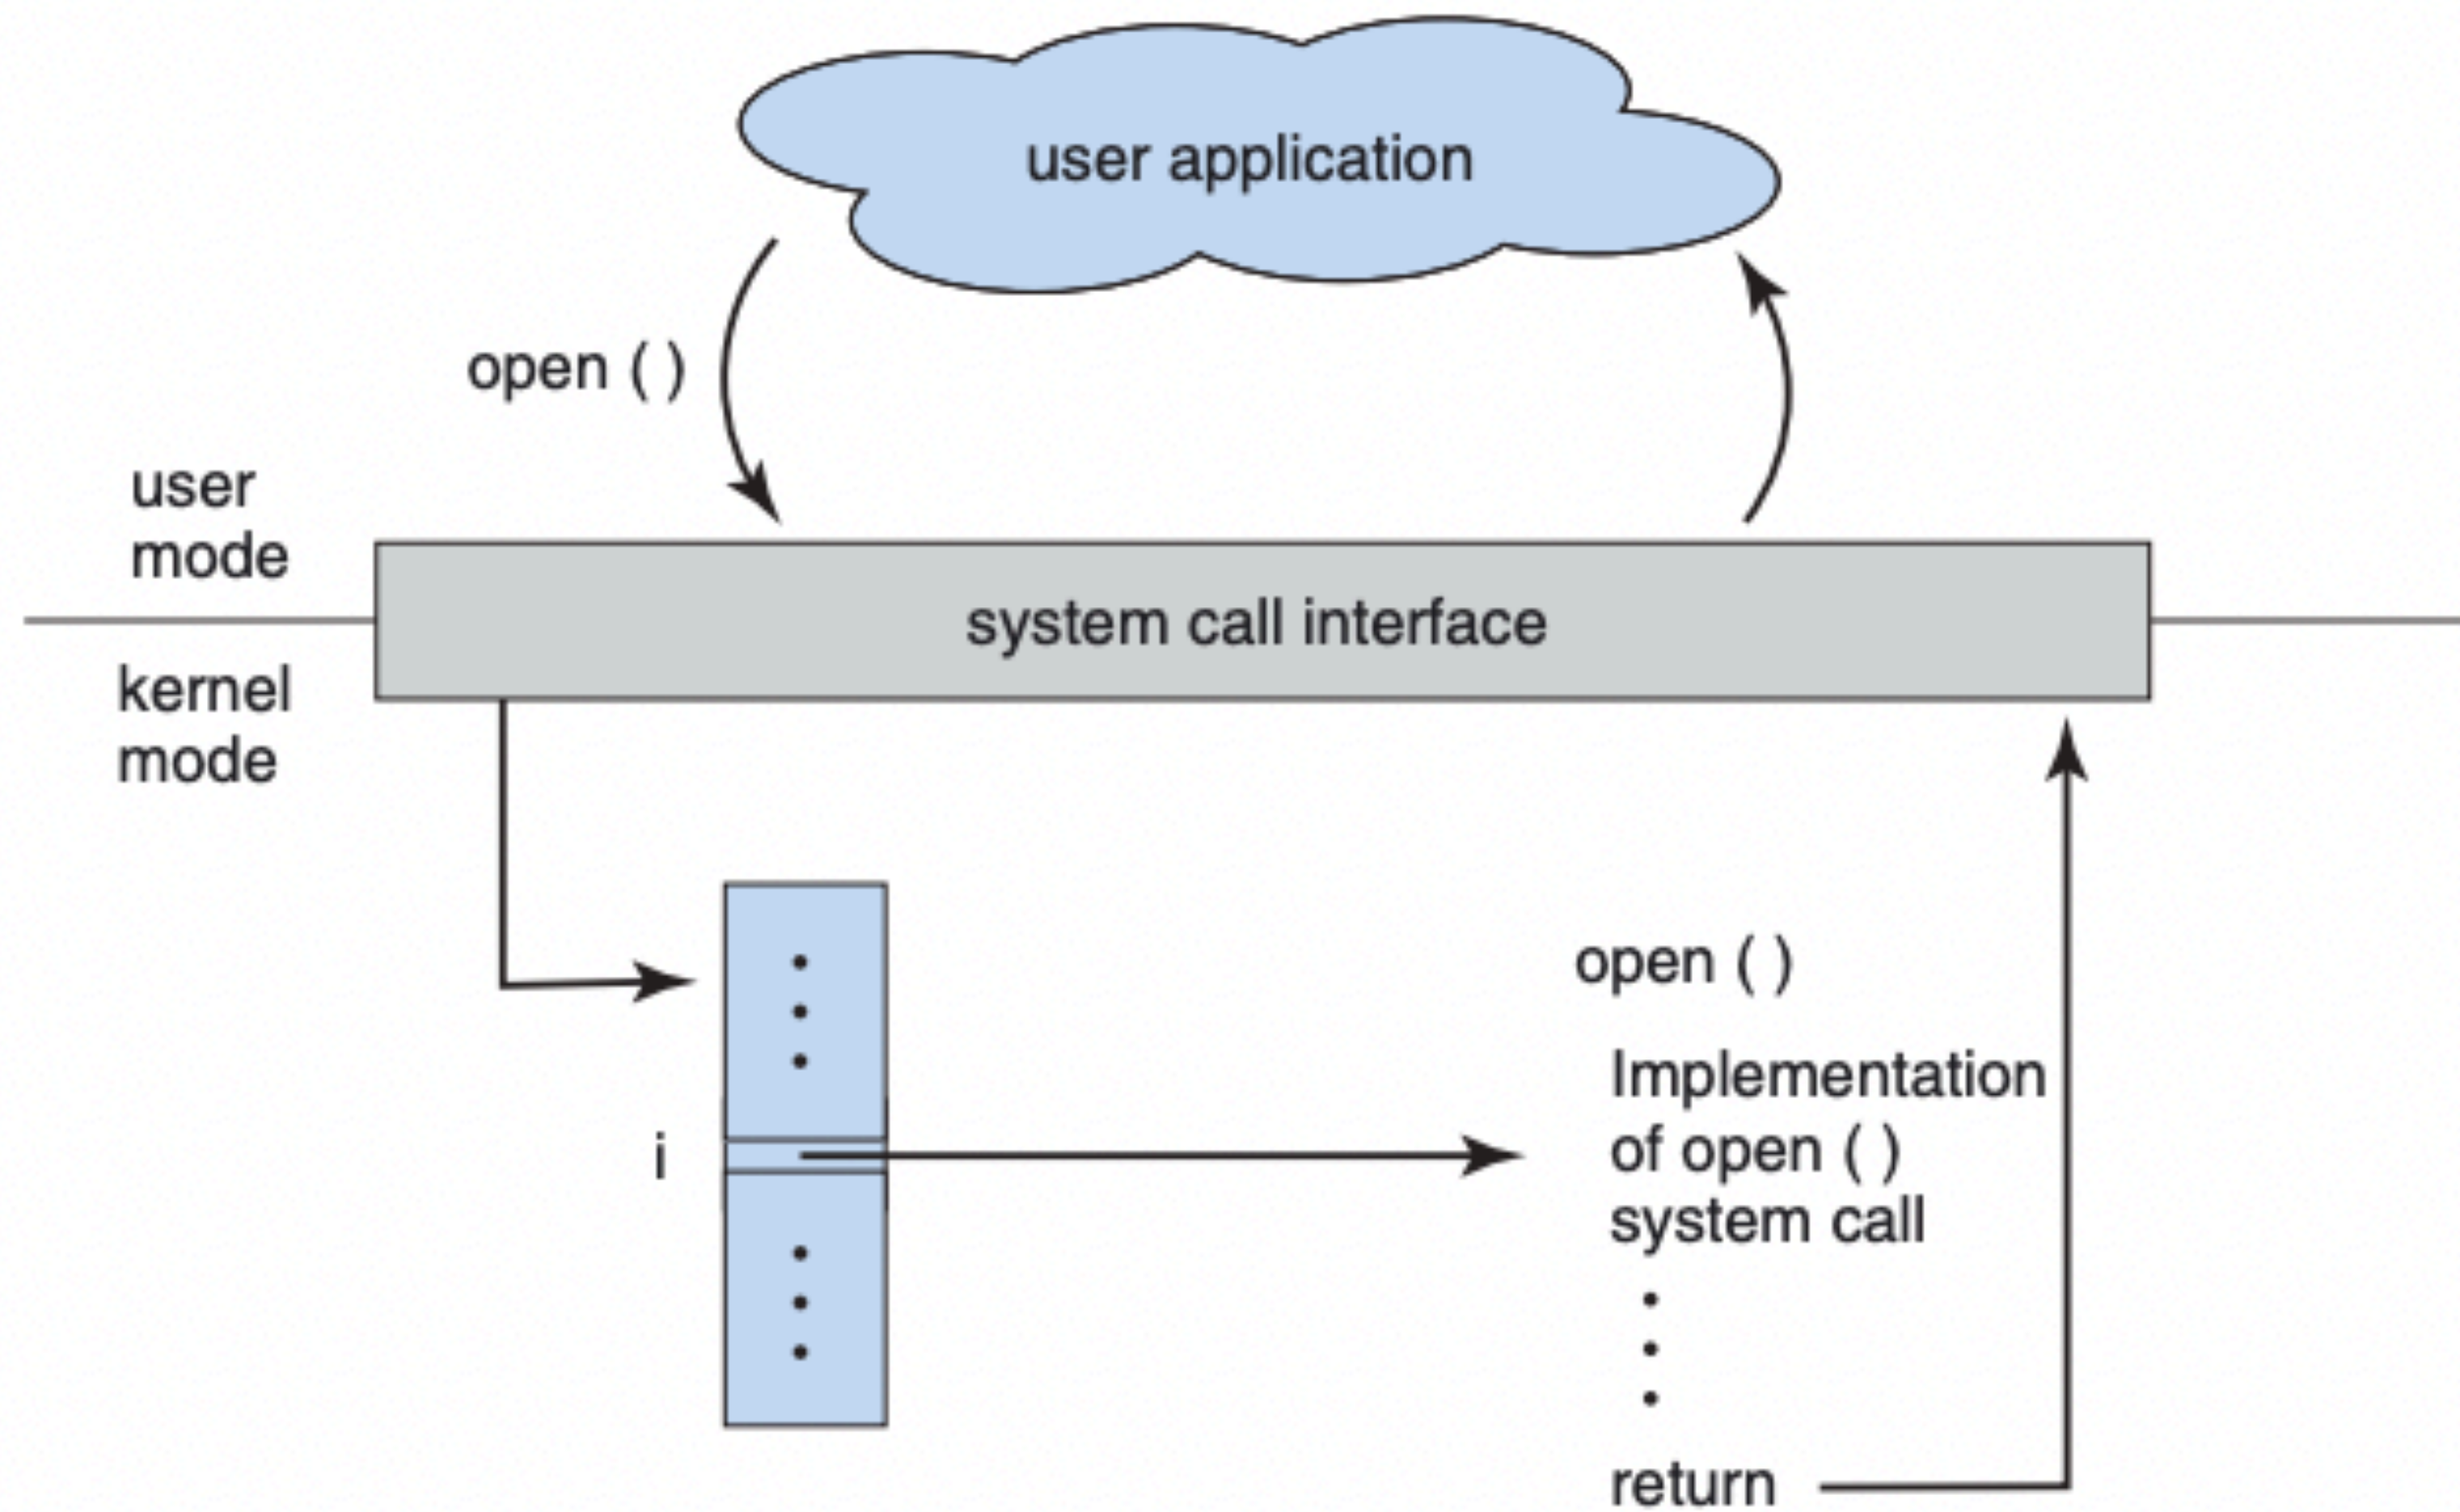 user application
open ( )
user
mode
system call interface
kernel
mode
open ( )
Implementation
of open ( )
system call
i
return